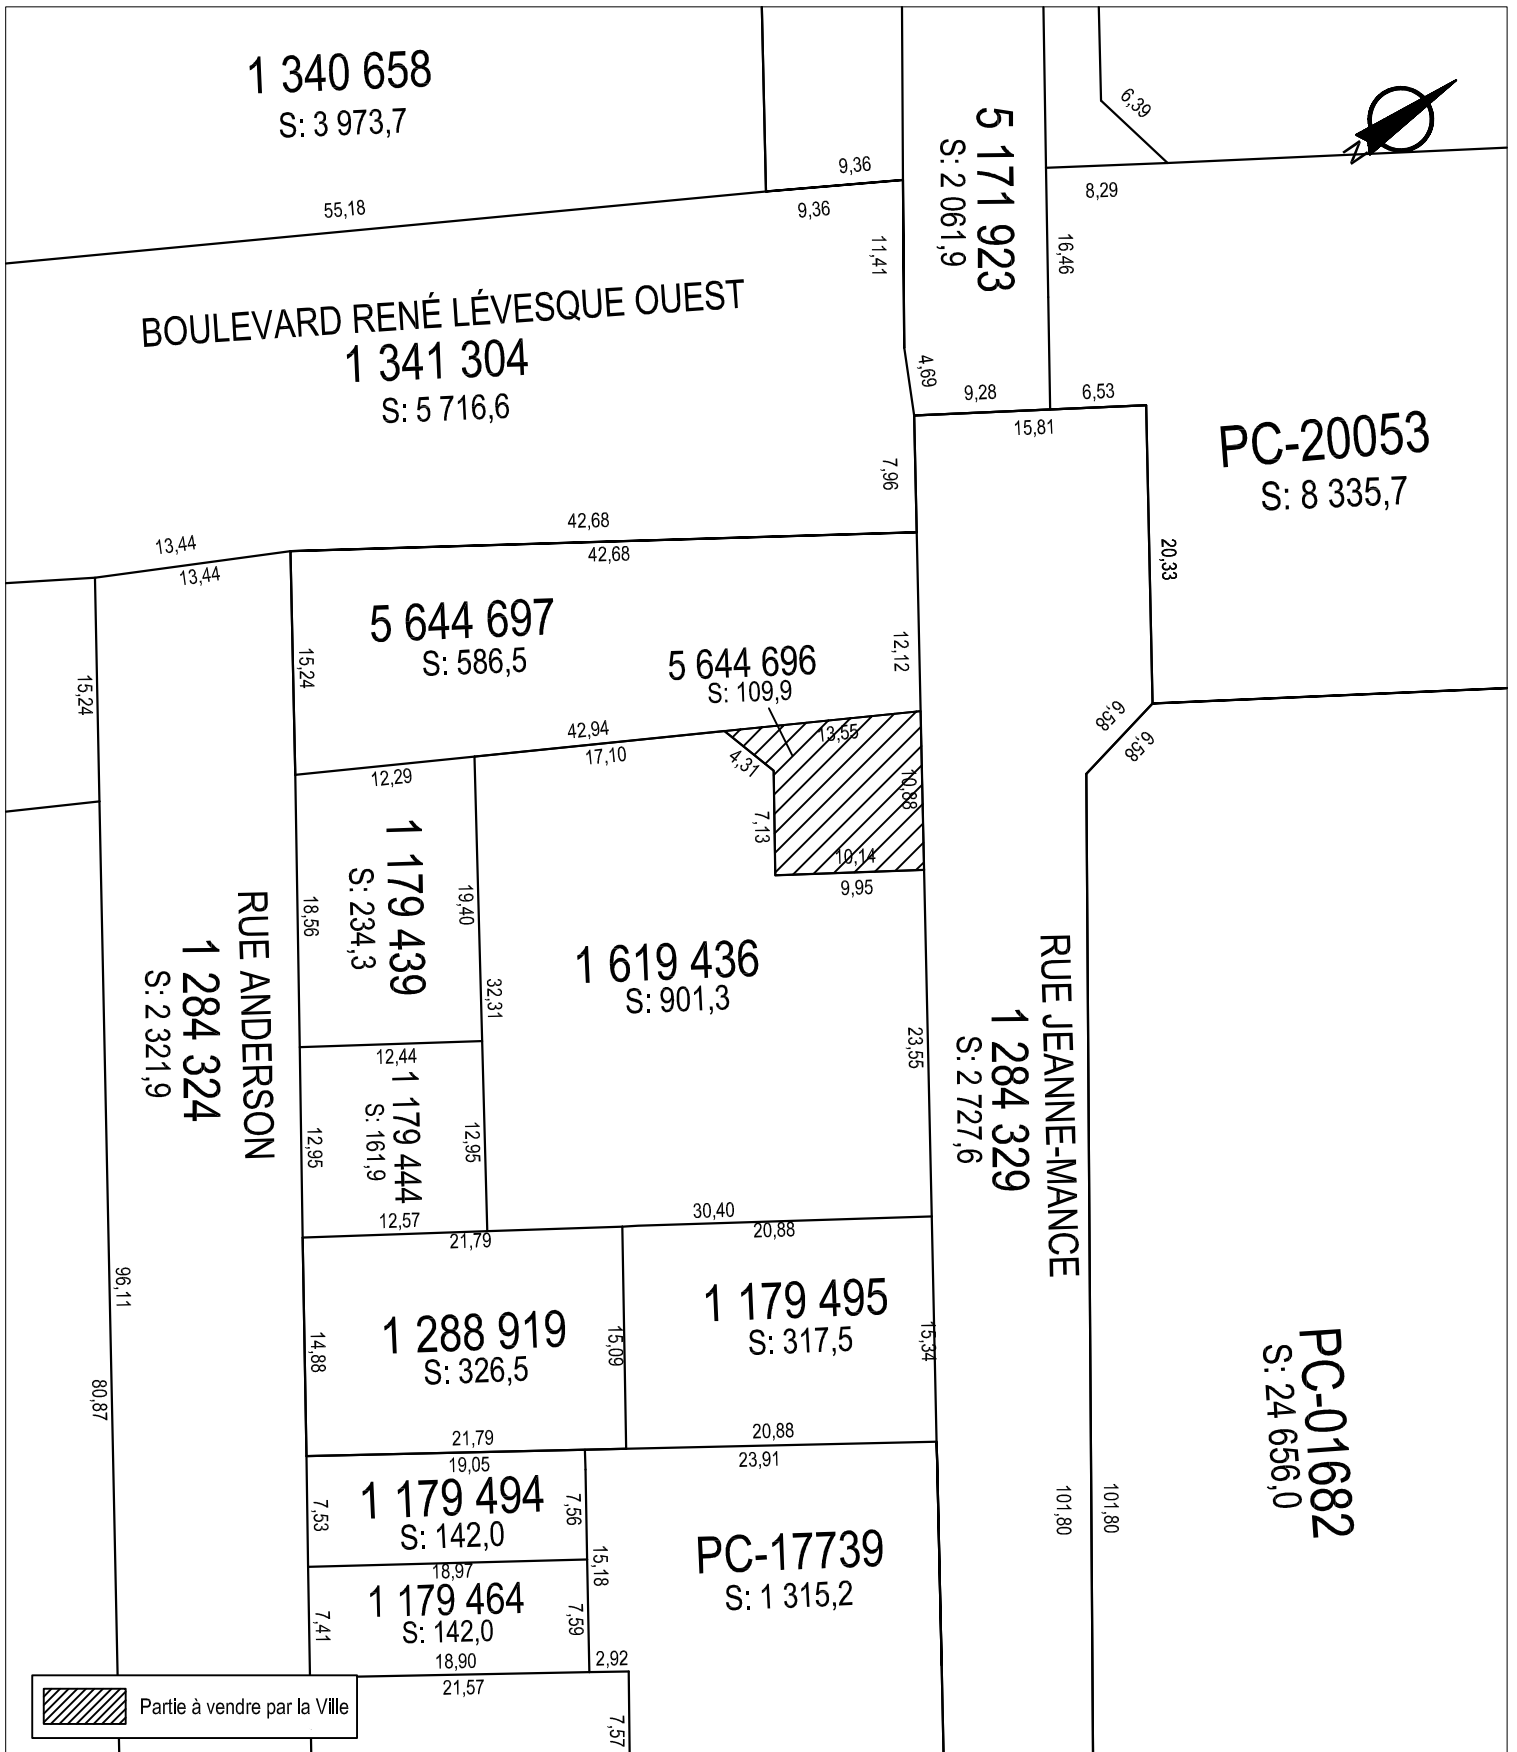 1 340 658
S: 3 973,7
6,39
5 171 923
S: 2 061,9
N
9,36
55,18
9,36
8,29
11,41
16,46
BOULEVARD RENÉ LÉVESQUE OUEST
1 341 304
S: 5 716,6
4,69
9,28
6,53
15,81
PC-20053
S: 8 335,7
7,96
42,68
13,44
42,68
13,44
20,33
5 644 697
S: 586,5
12,12
5 644 696
S: 109,9
15,24
15,24
42,94
13,55
6,58
6,58
17,10
4,31
12,29
10,88
7,13
10,14
9,95
1 179 439
S: 234,3
18,56
19,40
RUE ANDERSON
1 284 324
S: 2 321,9
1 619 436
S: 901,3
32,31
RUE JEANNE-MANCE
1 284 329
S: 2 727,6
23,55
12,44
1 179 444
S: 161,9
12,95
12,95
12,57
30,40
21,79
20,88
96,11
1 288 919
S: 326,5
1 179 495
S: 317,5
14,88
15,09
15,34
PC-01682
S: 24 656,0
80,87
21,79
20,88
19,05
23,91
1 179 494
S: 142,0
7,53
7,56
101,80
101,80
PC-17739
S: 1 315,2
15,18
18,97
1 179 464
S: 142,0
7,41
7,59
18,90
2,92
21,57
Partie à vendre par la Ville
7,57